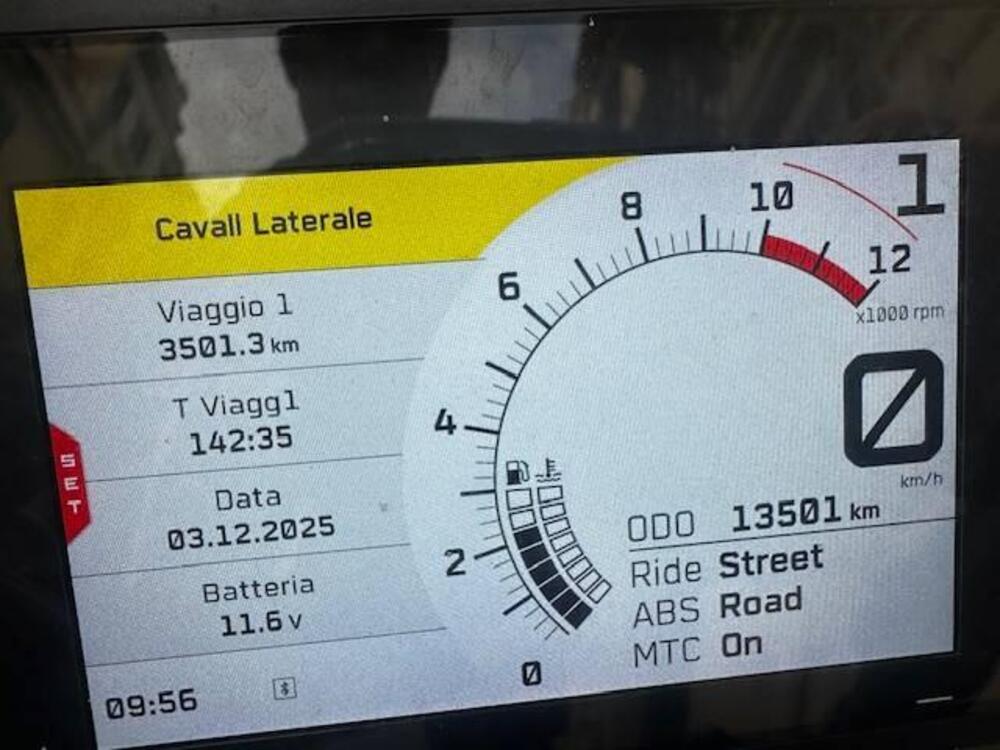 Cavall Laterale
Viaggio 1
3501.3 km
T Viagg1
142:35
Data
03.12.2025
Batteria
11.6 v
09:56
SET
1
0
2
4
6
8
10
12
x1000 rpm
0
km/h
ODO 13501 km
Ride Street
ABS Road
MTC On